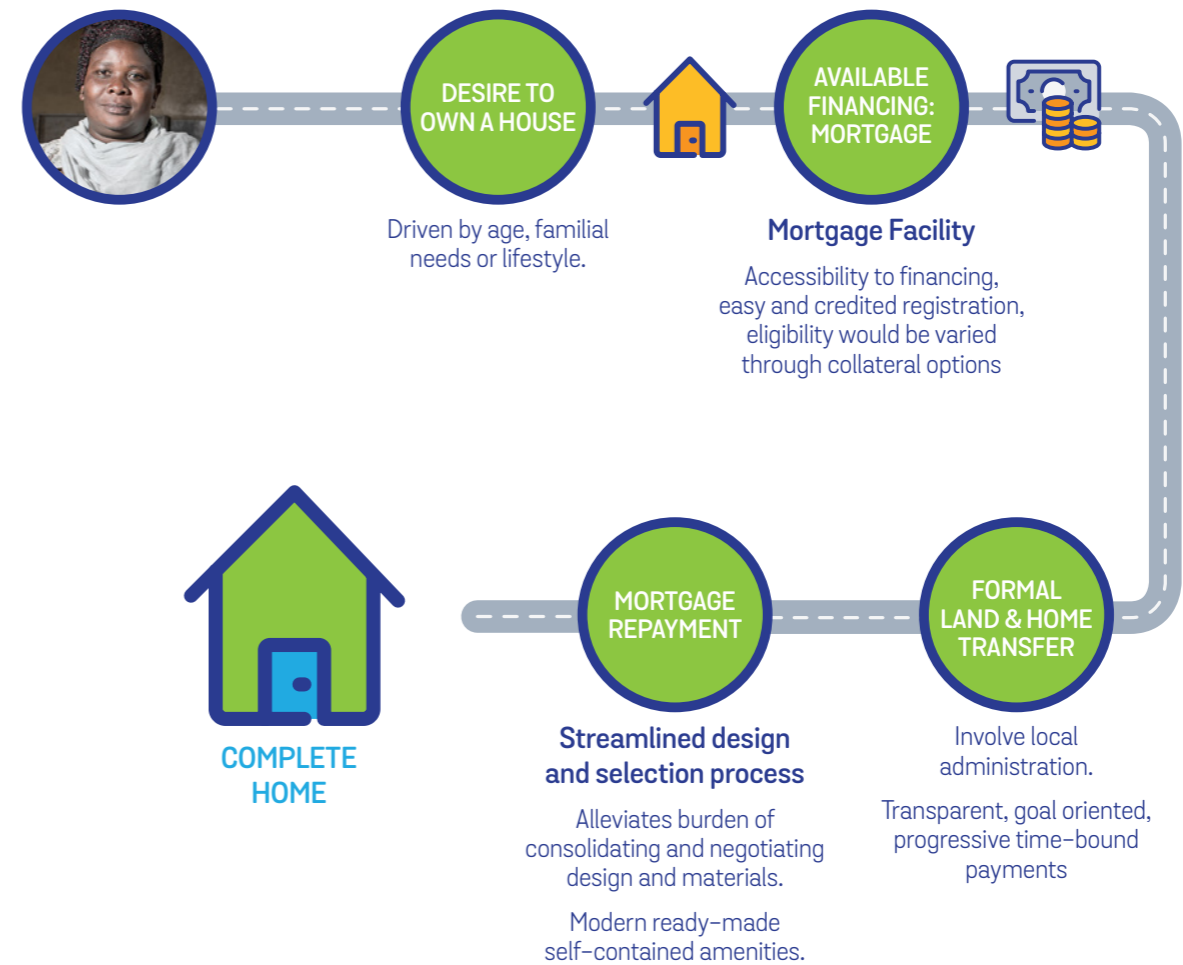 DESIRE TO
OWN A HOUSE
Driven by age, familial
needs or lifestyle.
AVAILABLE
FINANCING:
MORTGAGE
Mortgage Facility
Accessibility to financing,
easy and credited registration,
eligibility would be varied
through collateral options
FORMAL
LAND & HOME
TRANSFER
Involve local
administration.
Transparent, goal oriented,
progressive time-bound
payments
MORTGAGE
REPAYMENT
Streamlined design
and selection process
Alleviates burden of
consolidating and negotiating
design and materials.
Modern ready-made
self-contained amenities.
COMPLETE
HOME